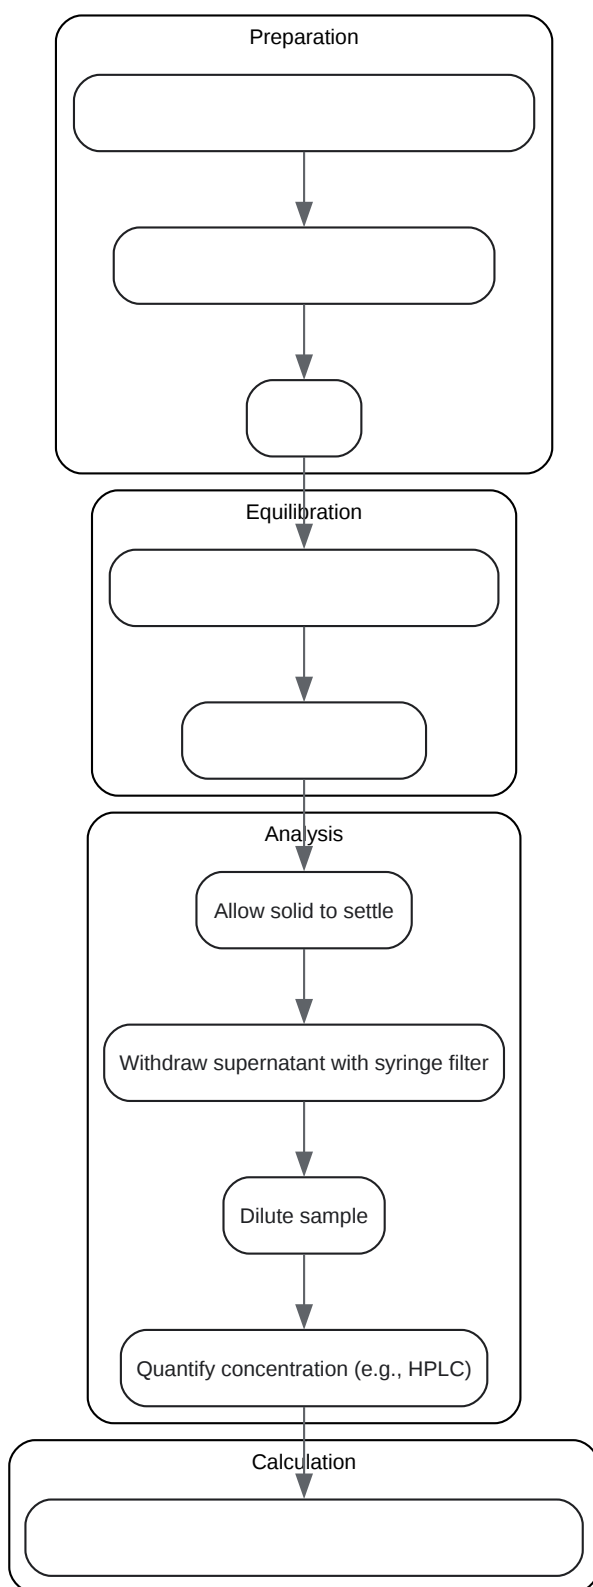 Preparation
Equilibration
Analysis
Allow solid to settle
Withdraw supernatant with syringe filter
Dilute sample
Quantify concentration (e.g., HPLC)
Calculation